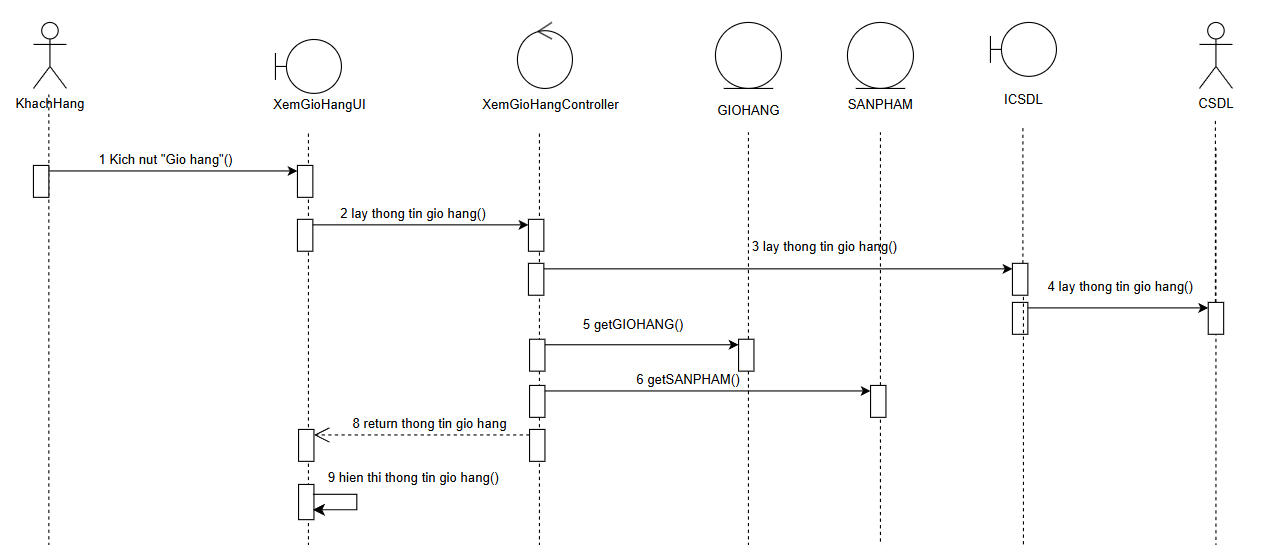 KhachHang
XemGioHangUI
XemGioHangController
GIOHANG
SANPHAM
ICSDL
CSDL
1 Kich nut "Gio hang"()
2 lay thong tin gio hang()
3 lay thong tin gio hang()
4 lay thong tin gio hang()
5 getGIOHANG()
6 getSANPHAM()
8 return thong tin gio hang
9 hien thi thong tin gio hang()